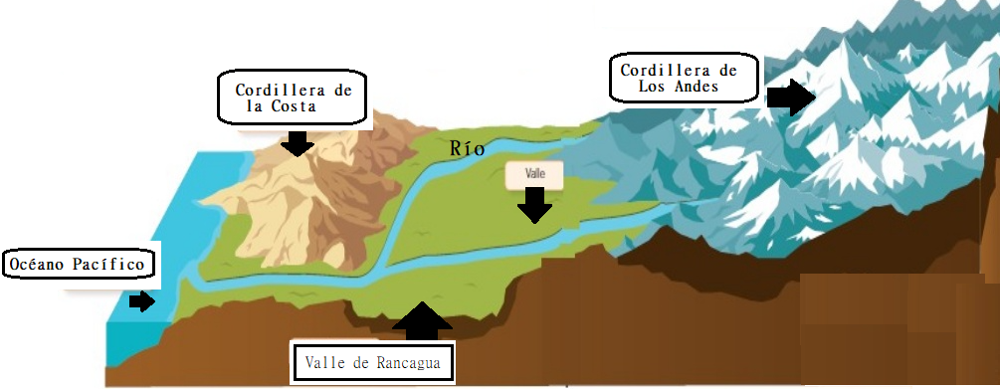 Cordillera de
la Costa
Cordillera de
Los Andes
Río
Valle
Océano Pacífico
Valle de Rancagua